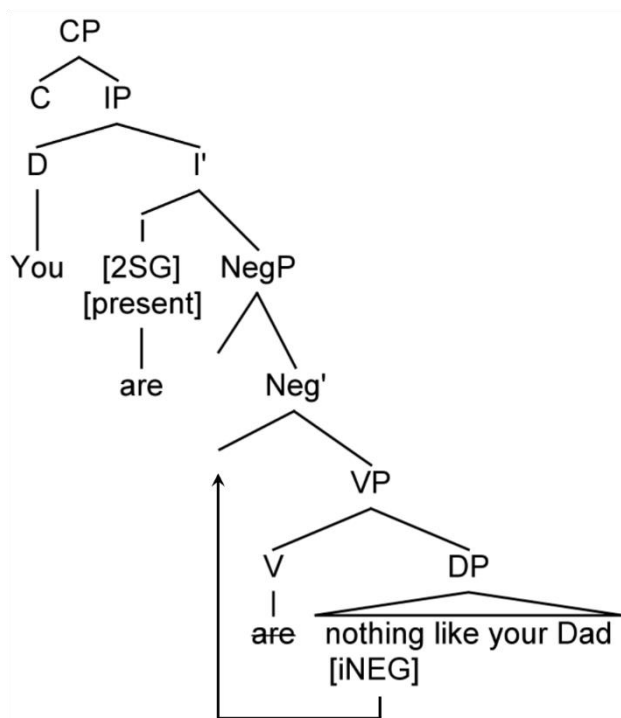 CP
C IP
D I'
I
You [2SG] NegP
[present]
are Neg'
VP
V DP
are nothing like your Dad
[iNEG]